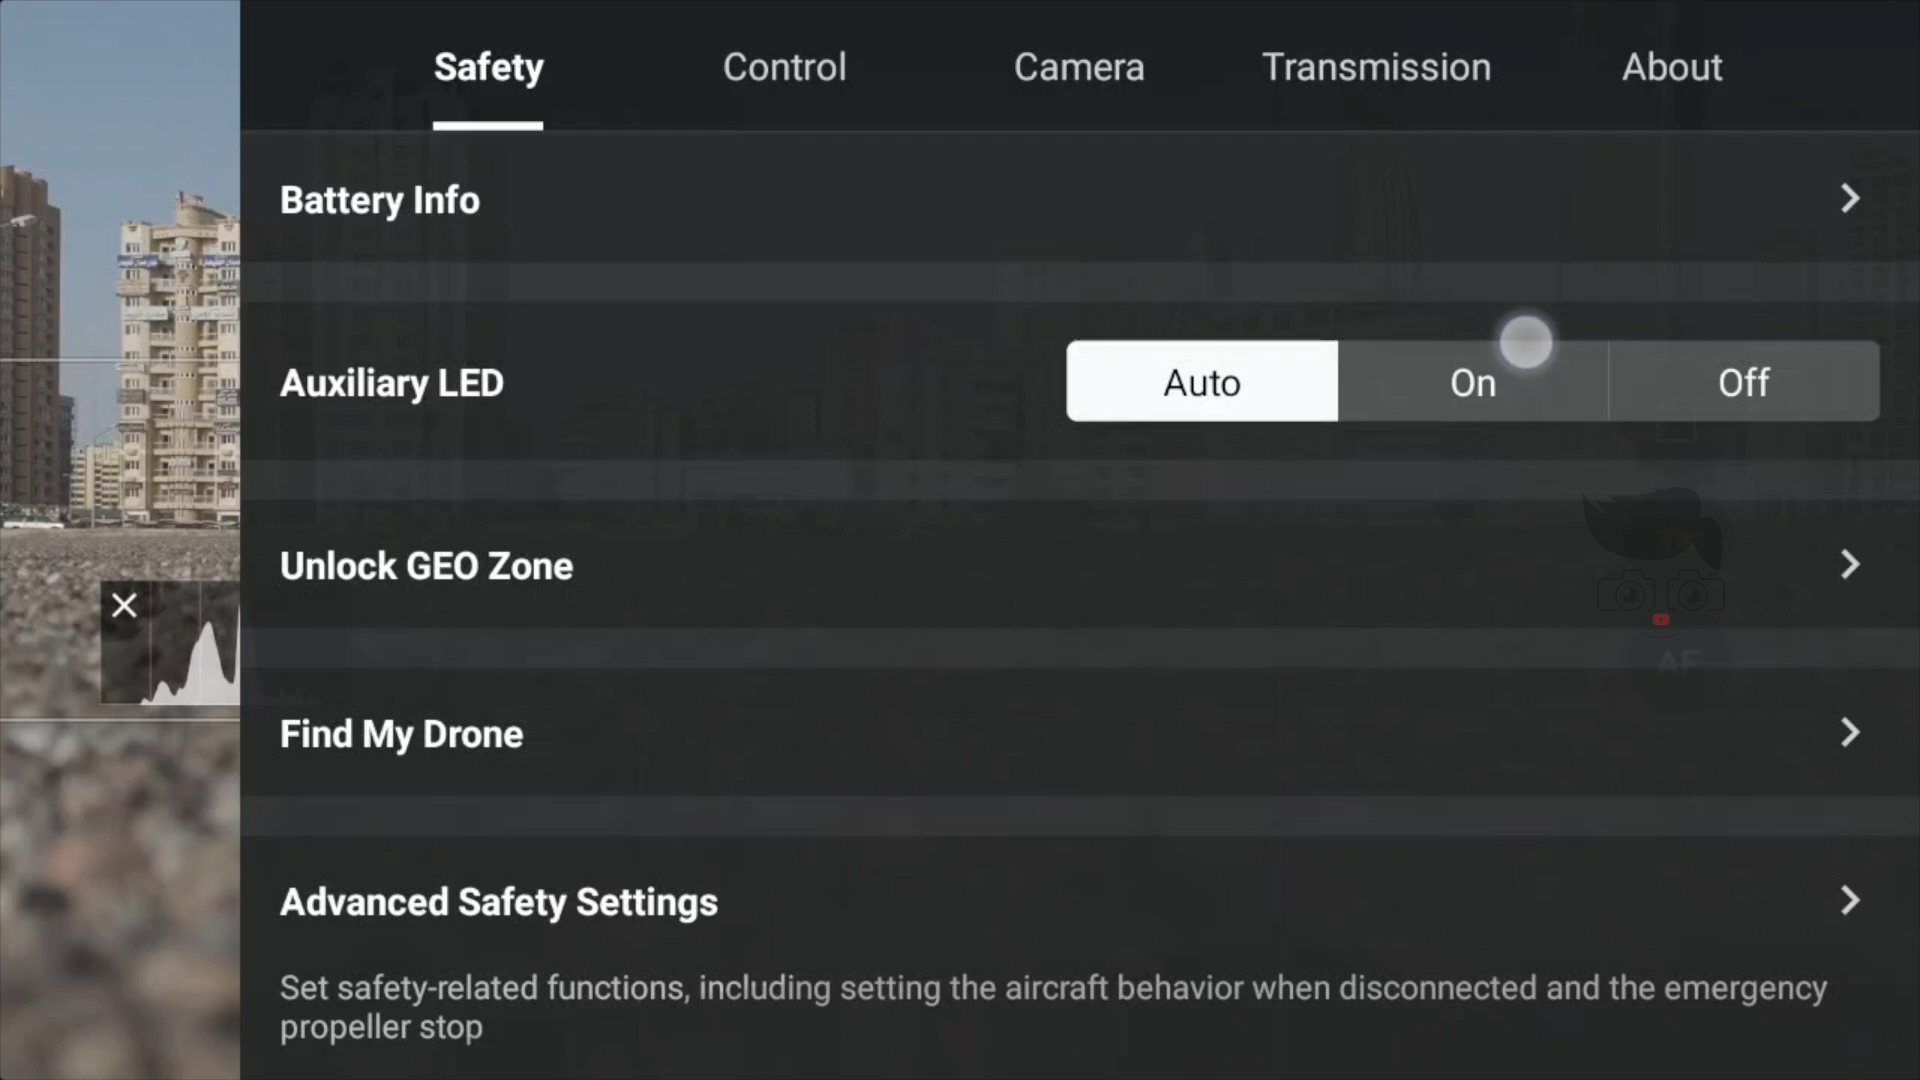 Safety Control Camera Transmission About
Battery Info
Auxiliary LED Auto On Off
Unlock GEO Zone
AF
Find My Drone
Advanced Safety Settings
Set safety-related functions, including setting the aircraft behavior when disconnected and the emergency
propeller stop